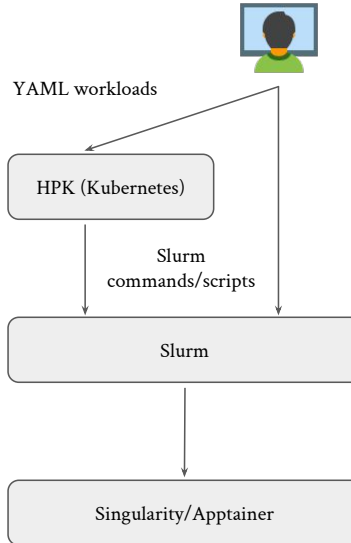 YAML workloads
HPK (Kubernetes)
Slurm
commands/scripts
Slurm
Singularity/Apptainer